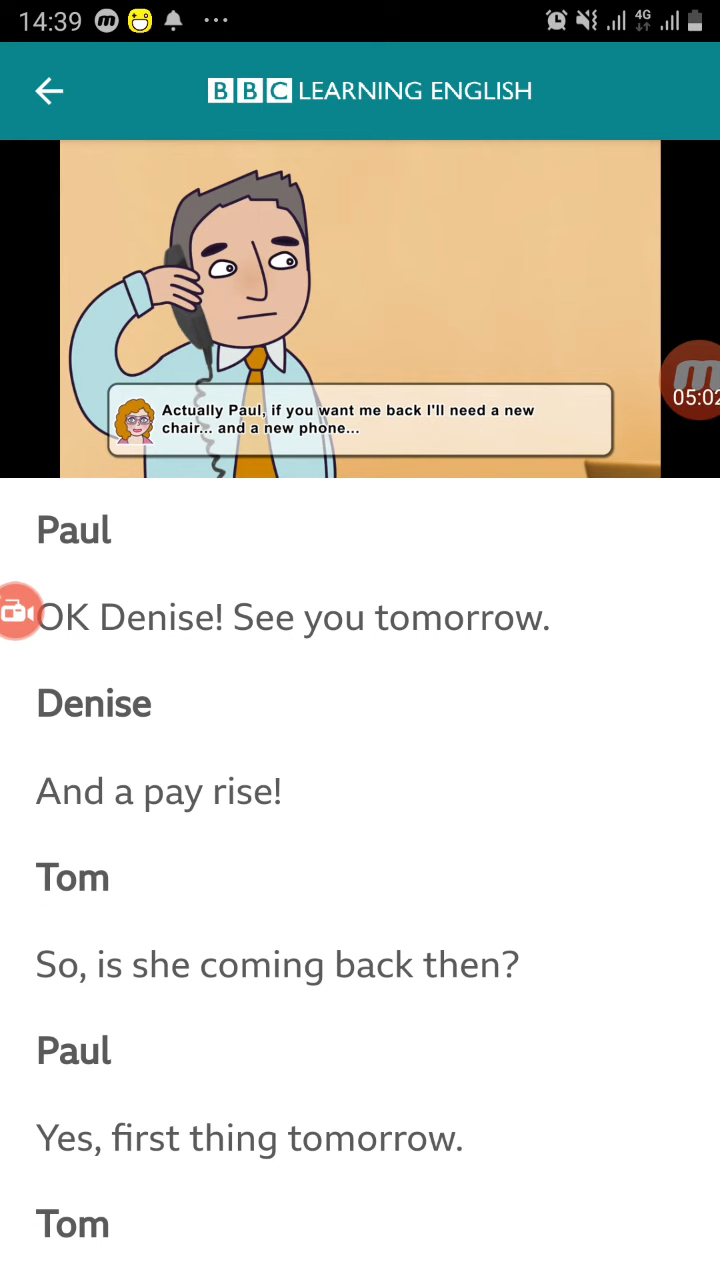 14:39
4G
BBC LEARNING ENGLISH
Actually Paul, if you want me back I'll need a new
chair... and a new phone...
05:02
Paul
OK Denise! See you tomorrow.
Denise
And a pay rise!
Tom
So, is she coming back then?
Paul
Yes, first thing tomorrow.
Tom